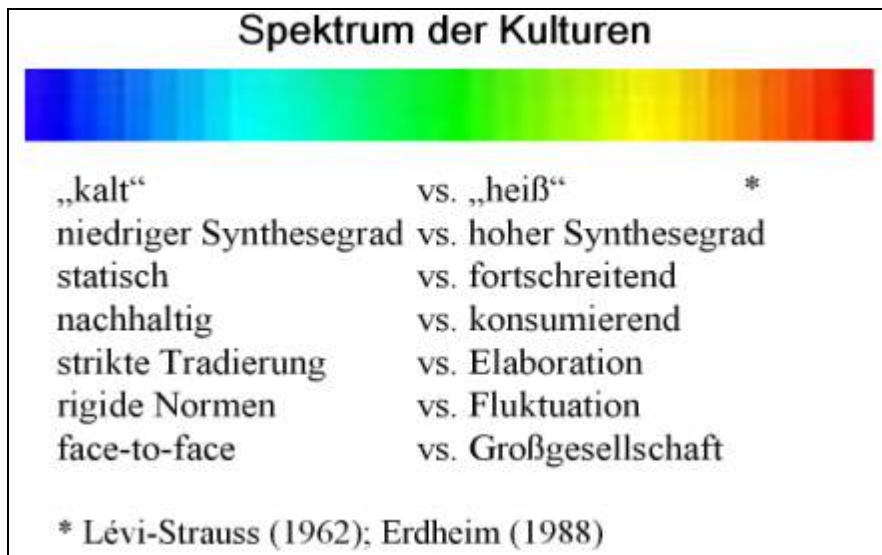 Spektrum der Kulturen
„kalt“ vs. „heiß“ *
niedriger Synthesegrad vs. hoher Synthesegrad
statisch vs. fortschreitend
nachhaltig vs. konsumierend
strikte Tradierung vs. Elaboration
rigide Normen vs. Fluktuation
face-to-face vs. Großgesellschaft
* Lévi-Strauss (1962); Erdheim (1988)